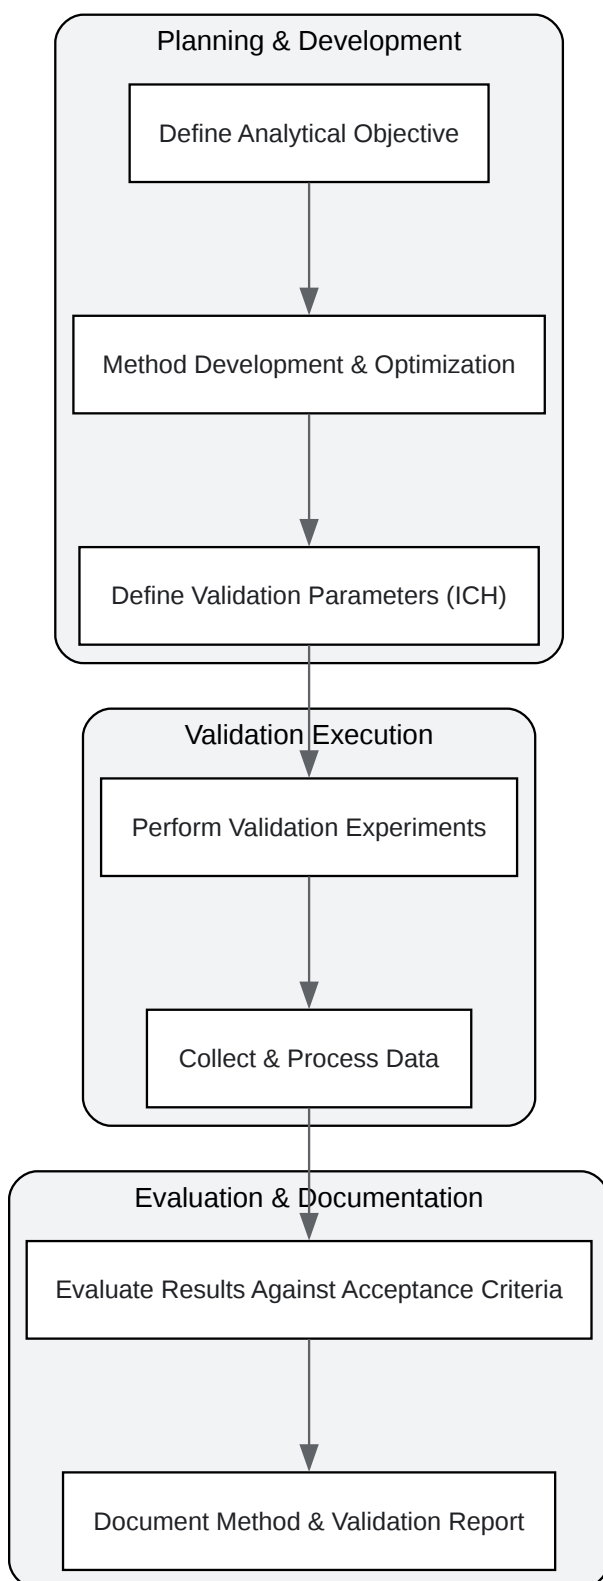 Planning & Development
Define Analytical Objective
Method Development & Optimization
Define Validation Parameters (ICH)
Validation Execution
Perform Validation Experiments
Collect & Process Data
Evaluation & Documentation
Evaluate Results Against Acceptance Criteria
Document Method & Validation Report